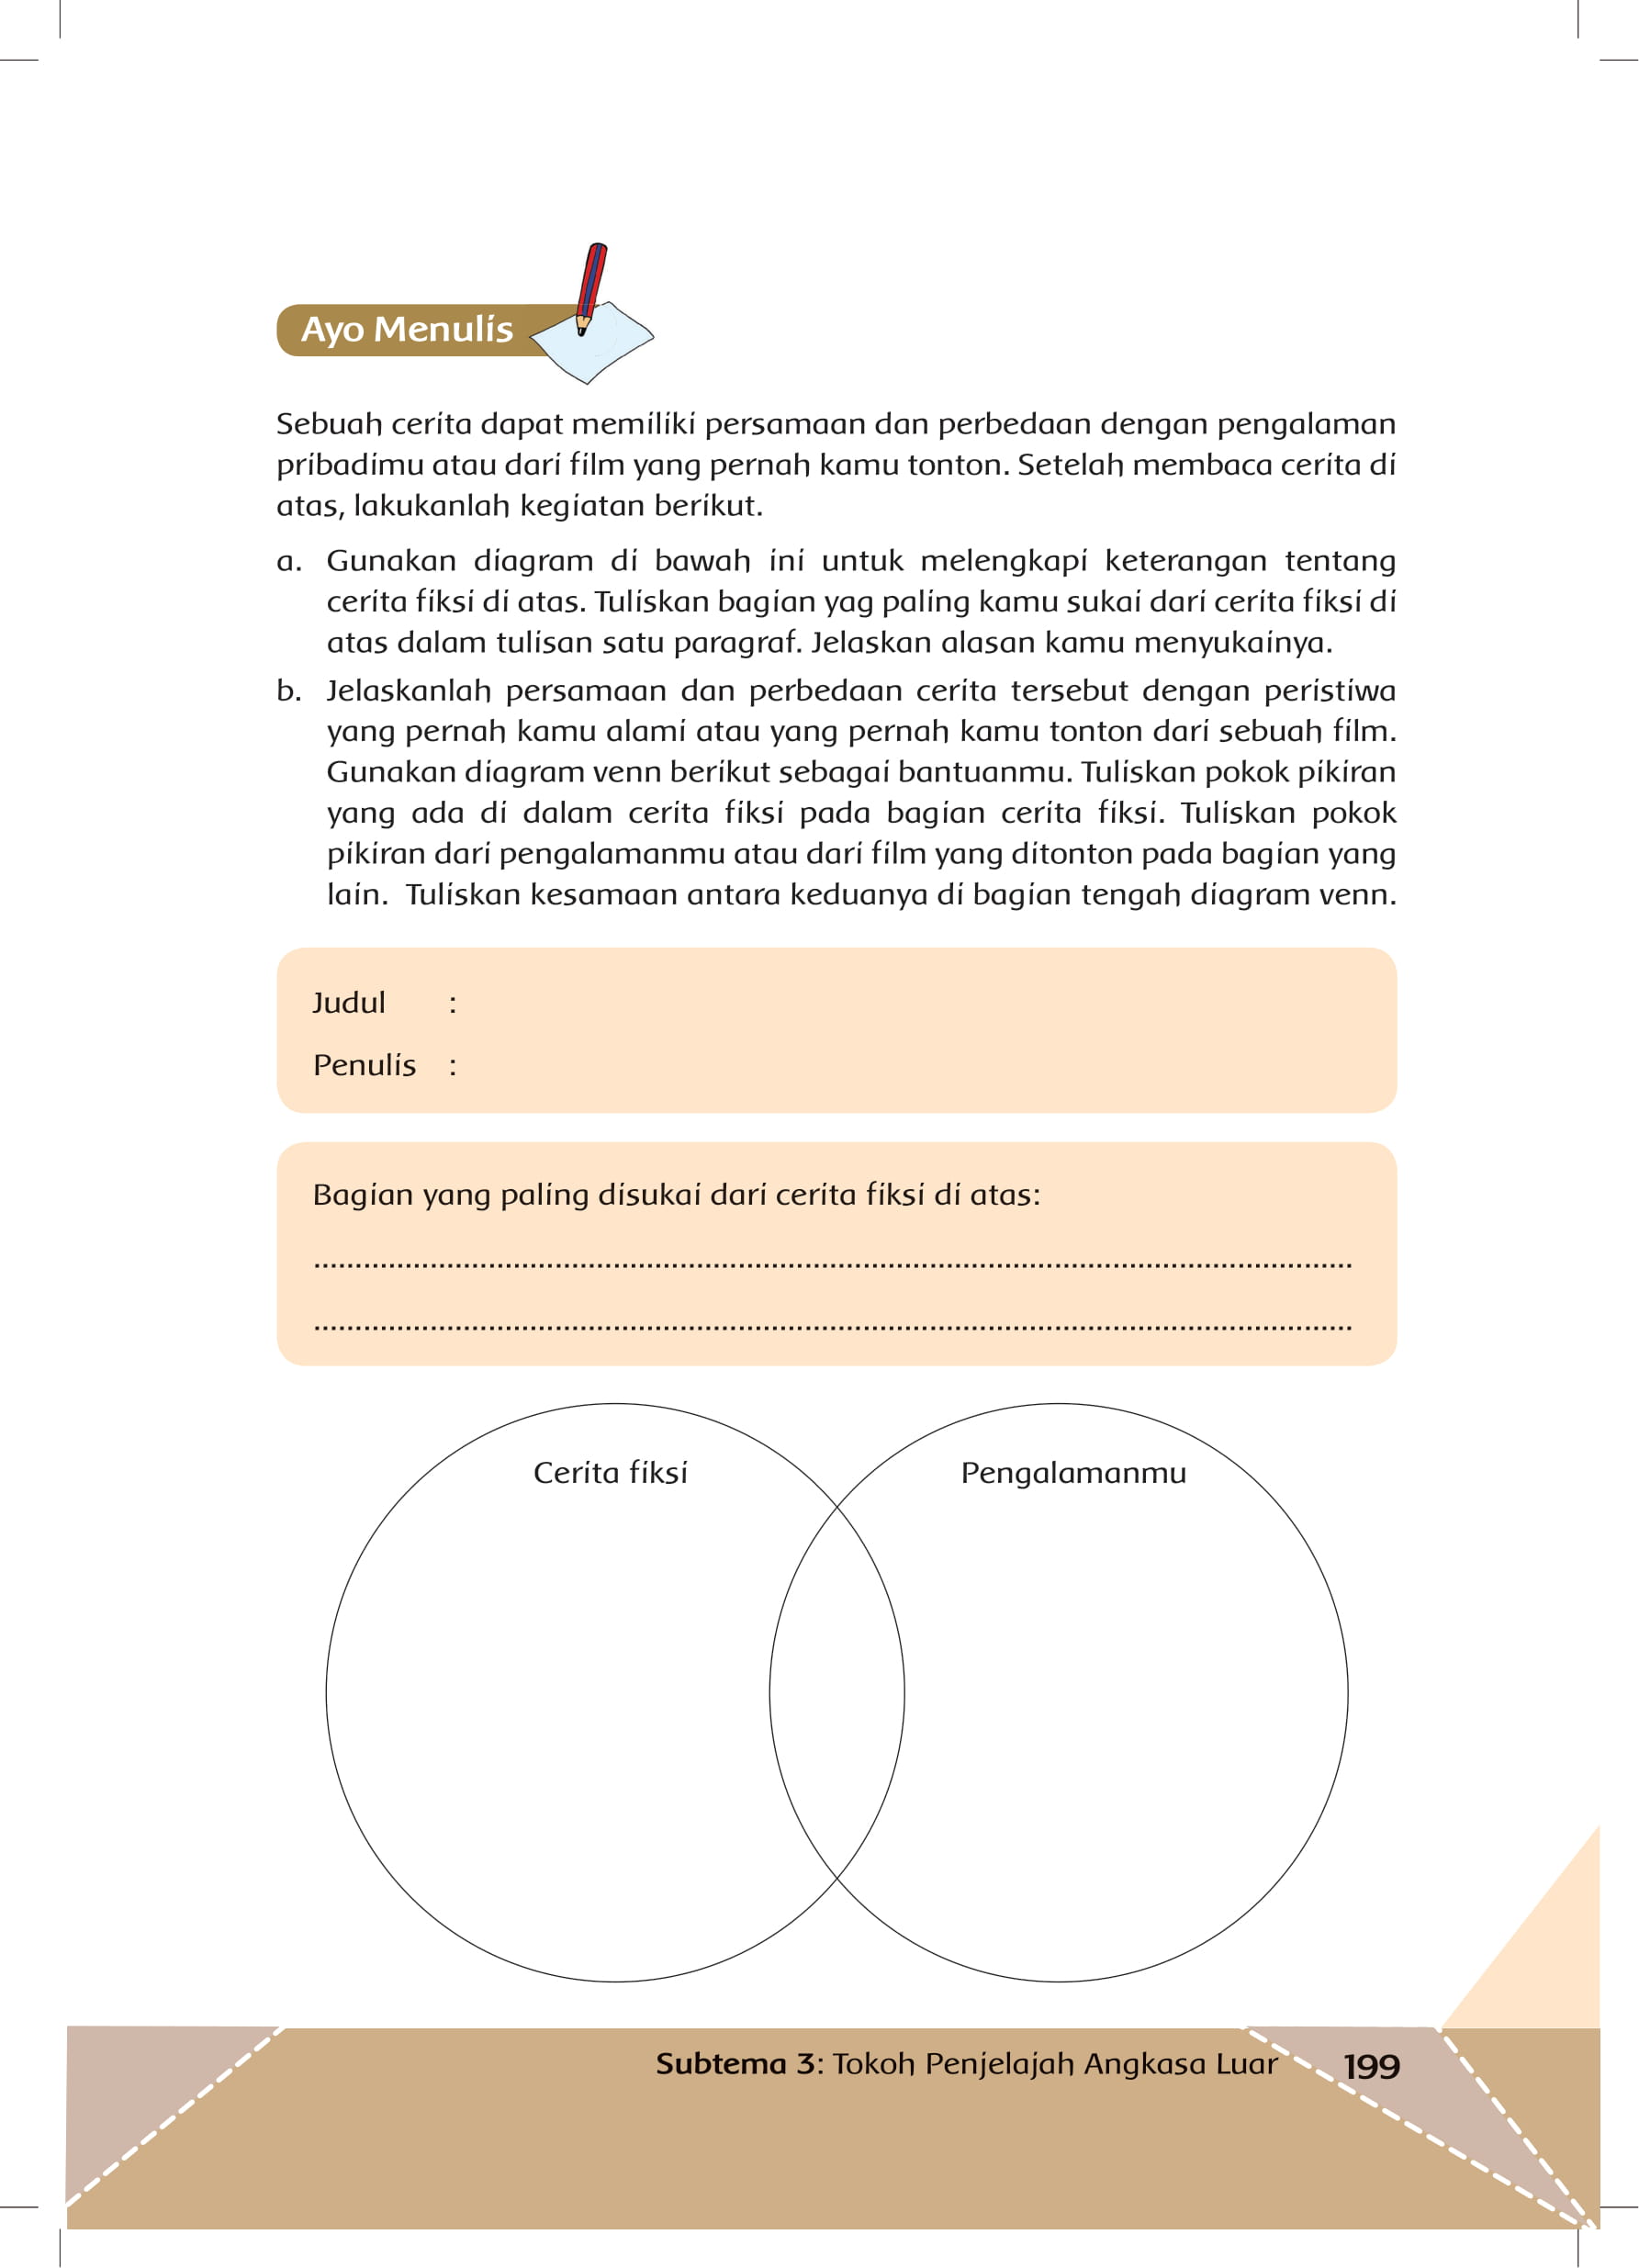 Ayo Menulis
Sebuah cerita dapat memiliki persamaan dan perbedaan dengan pengalaman
pribadimu atau dari film yang pernah kamu tonton. Setelah membaca cerita di
atas, lakukanlah kegiatan berikut.
a. Gunakan diagram di bawah ini untuk melengkapi keterangan tentang
cerita fiksi di atas. Tuliskan bagian yag paling kamu sukai dari cerita fiksi di
atas dalam tulisan satu paragraf. Jelaskan alasan kamu menyukainya.
b. Jelaskanlah persamaan dan perbedaan cerita tersebut dengan peristiwa
yang pernah kamu alami atau yang pernah kamu tonton dari sebuah film.
Gunakan diagram venn berikut sebagai bantuanmu. Tuliskan pokok pikiran
yang ada di dalam cerita fiksi pada bagian cerita fiksi. Tuliskan pokok
pikiran dari pengalamanmu atau dari film yang ditonton pada bagian yang
lain. Tuliskan kesamaan antara keduanya di bagian tengah diagram venn.
Judul :
Penulis :
Bagian yang paling disukai dari cerita fiksi di atas:
Cerita fiksi
Pengalamanmu
Subtema 3: Tokoh Penjelajah Angkasa Luar 199